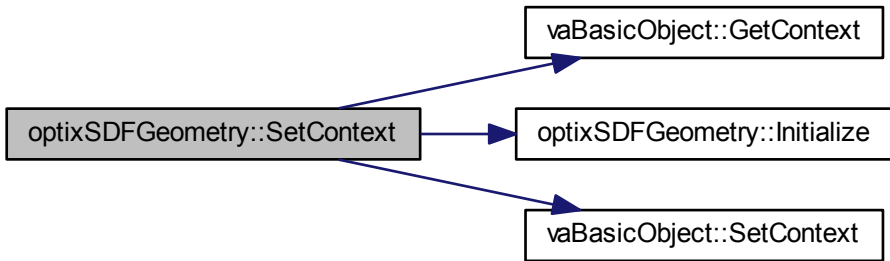 vaBasicObject::GetContext
optixSDFGeometry::SetContext
optixSDFGeometry::Initialize
vaBasicObject::SetContext